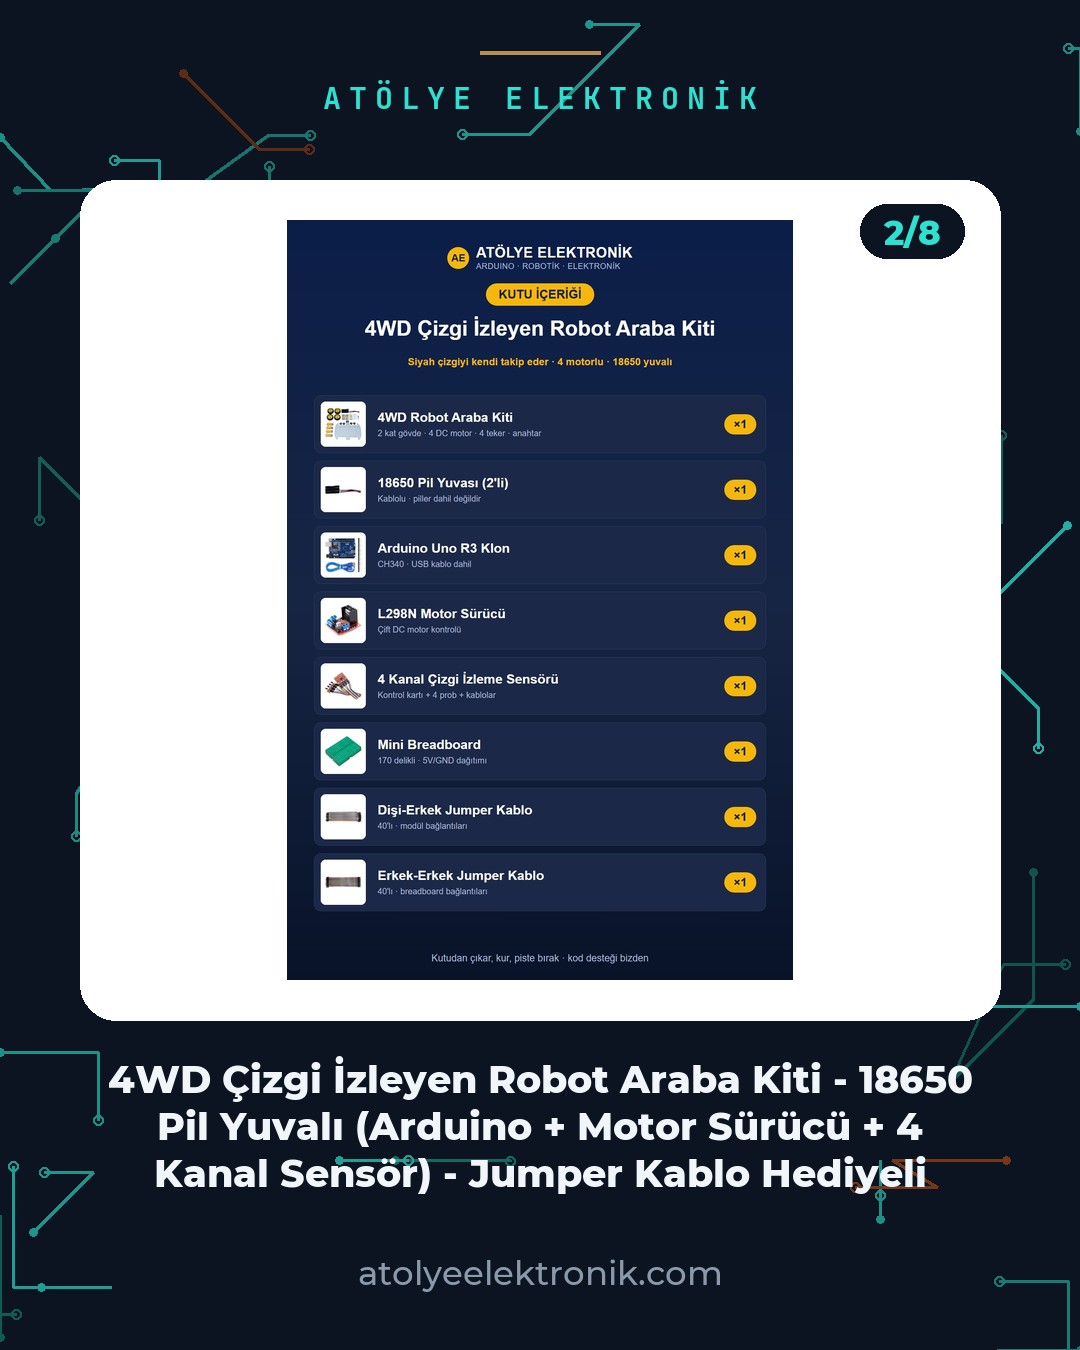 ATÖLYE ELEKTRONİK
2/8
AE
ATÖLYE ELEKTRONİK
ARDUINO · ROBOTİK · ELEKTRONİK
KUTU İÇERİĞİ
4WD Çizgi İzleyen Robot Araba Kiti
Siyah çizgiyi kendi takip eder · 4 motorlu · 18650 yuvalı
4WD Robot Araba Kiti
2 kat gövde · 4 DC motor · 4 teker · anahtar
×1
18650 Pil Yuvası (2'li)
Kablolu · piller dahil değildir
×1
Arduino Uno R3 Klon
CH340 · USB kablo dahil
×1
L298N Motor Sürücü
Çift DC motor kontrolü
×1
4 Kanal Çizgi İzleme Sensörü
Kontrol kartı + 4 prob + kablolar
×1
Mini Breadboard
170 delikli · 5V/GND dağıtımı
×1
Dişi-Erkek Jumper Kablo
40'lı · modül bağlantıları
×1
Erkek-Erkek Jumper Kablo
40'lı · breadboard bağlantıları
×1
Kutudan çıkar, kur, piste bırak · kod desteği bizden
4WD Çizgi İzleyen Robot Araba Kiti - 18650
Pil Yuvalı (Arduino + Motor Sürücü + 4
Kanal Sensör) - Jumper Kablo Hediyeli
atolyeelektronik.com